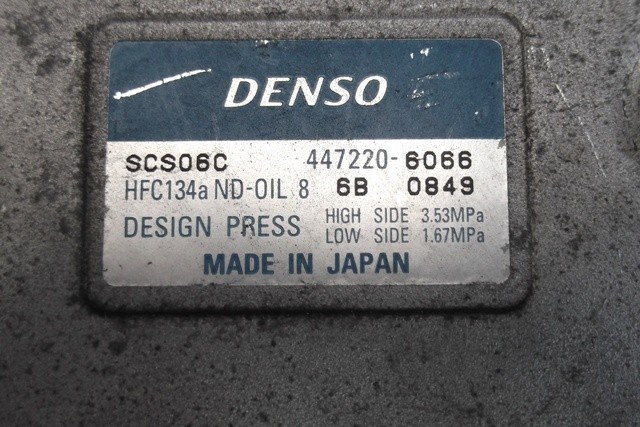 DENSO
SCS06C 447220-6066
HFC134a ND-OIL 8 6B 0849
DESIGN PRESS HIGH SIDE 3.53MPa
LOW SIDE 1.67MPa
MADE IN JAPAN